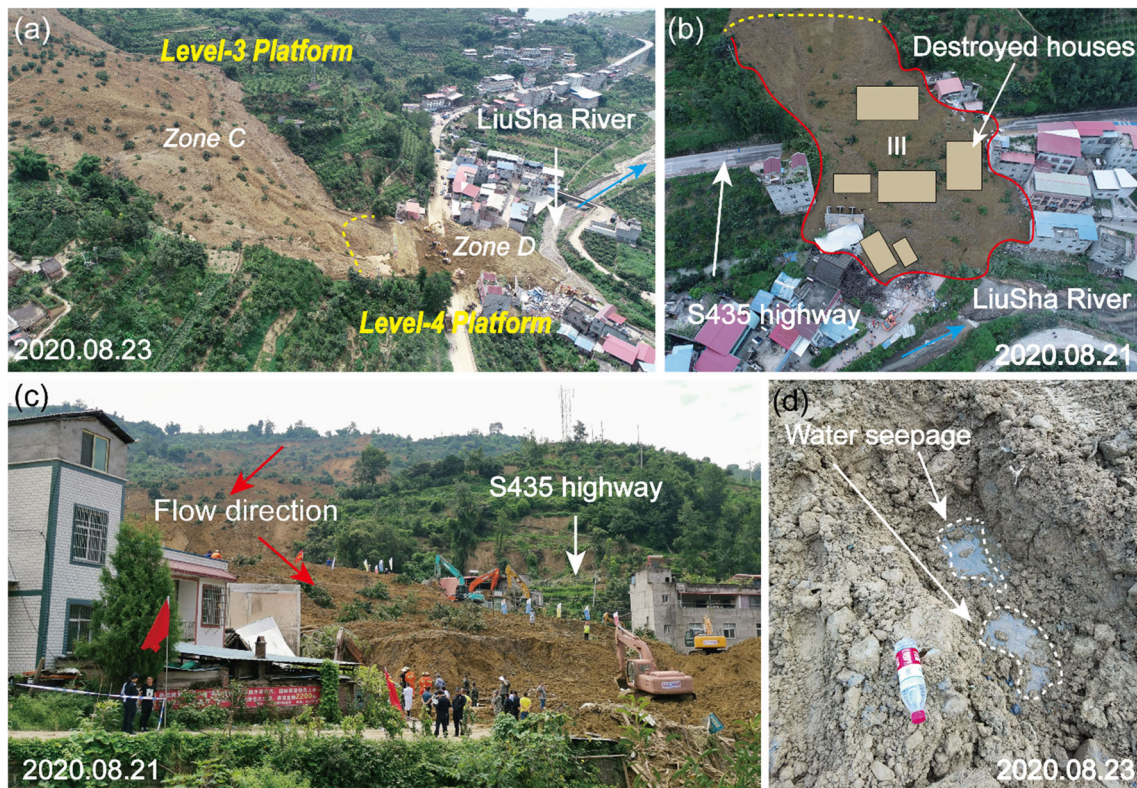 (a)
Level-3 Platform
Zone C
LiuSha River
Zone D
Level-4 Platform
2020.08.23
(b)
Destroyed houses
III
S435 highway
LiuSha River
2020.08.21
(c)
S435 highway
Flow direction
2200
2020.08.21
(d)
Water seepage
2020.08.23